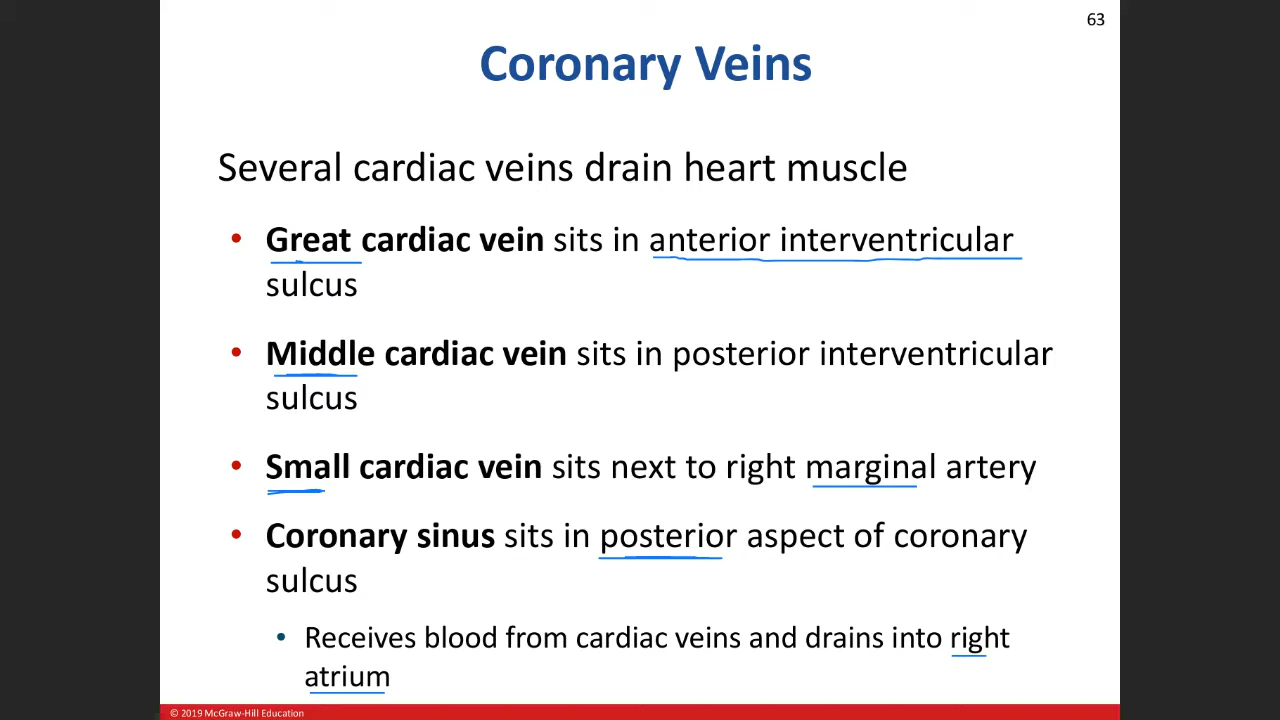 63
Coronary Veins
Several cardiac veins drain heart muscle
• Great cardiac vein sits in anterior interventricular
sulcus
• Middle cardiac vein sits in posterior interventricular
sulcus
• Small cardiac vein sits next to right marginal artery
• Coronary sinus sits in posterior aspect of coronary
sulcus
• Receives blood from cardiac veins and drains into right
atrium
© 2019 McGraw-Hill Education